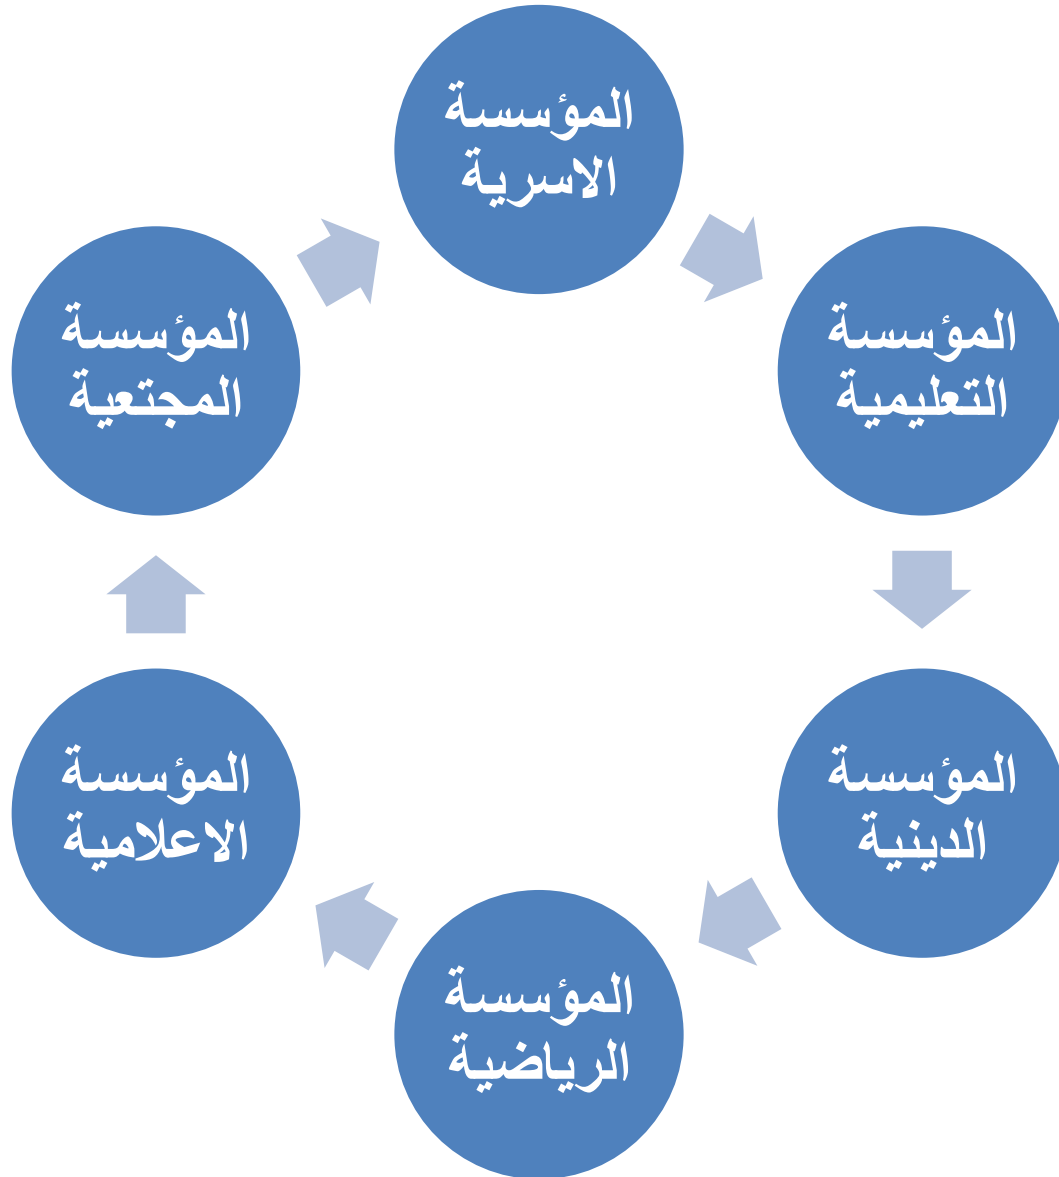 المؤسسة
الاسرية
المؤسسة
التعليمية
المؤسسة
الدينية
المؤسسة
الرياضية
المؤسسة
الاعلامية
المؤسسة
المجتعية